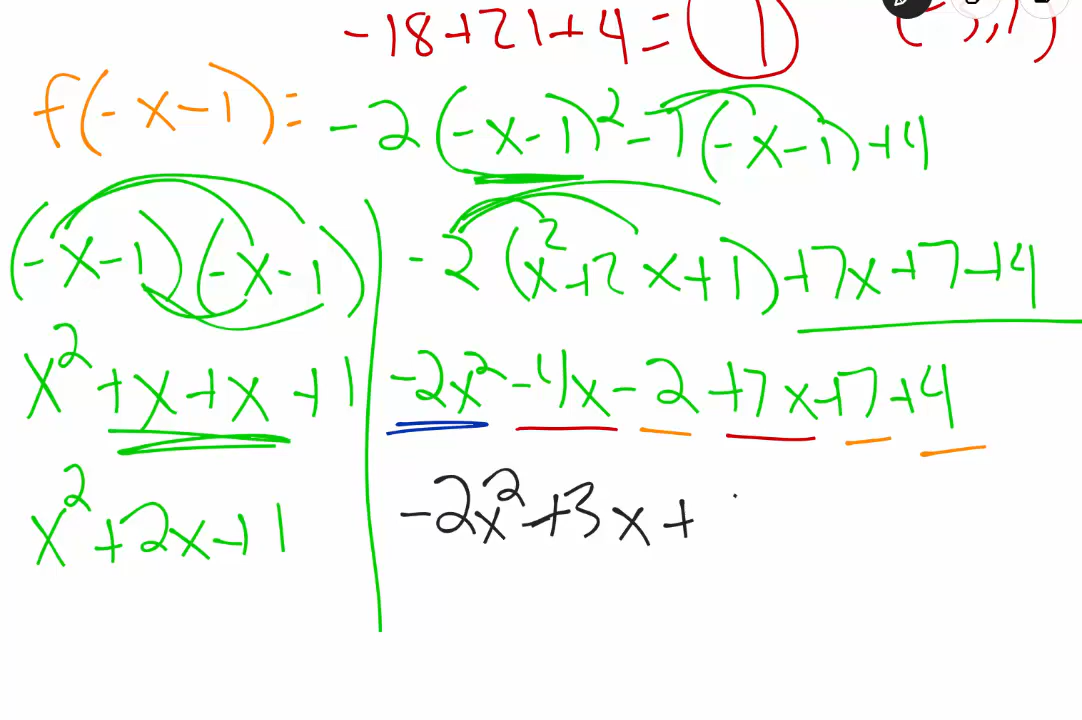 -18+21+4=1
f(-x-1)=-2(-x-1)²-7(-x-1)+4
(-x-1)(-x-1)
-2(x²+2x+1)+7x+7+4
x²+x+x+1
-2x²-4x-2+7x+7+4
x²+2x+1
-2x²+3x+